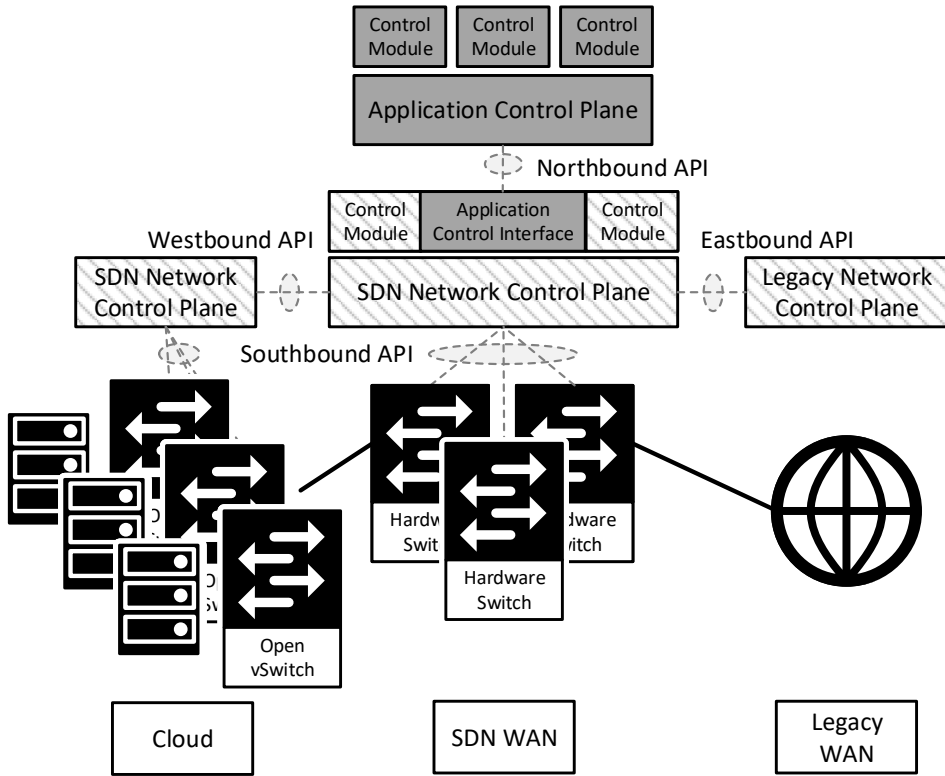 Control
Module
Control
Module
Control
Module
Application Control Plane
Northbound API
Control
Module
Application
Control Interface
Control
Module
Westbound API
Eastbound API
SDN Network
Control Plane
SDN Network Control Plane
Legacy Network
Control Plane
Southbound API
Hardware
Switch
Open
vSwitch
Cloud
SDN WAN
Legacy
WAN